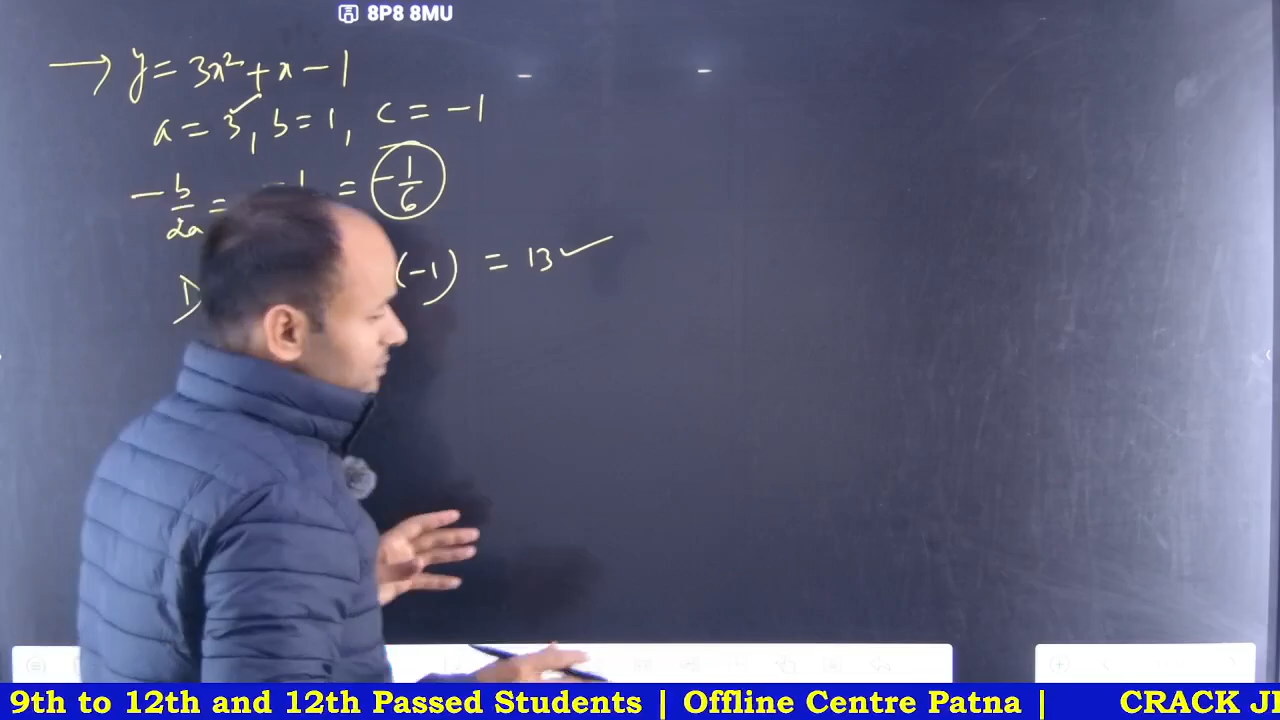 8P8 8MU
→ y = 3x² + x - 1
a = 3, b = 1, c = -1
-b/2a = -1 = -1/6
D (-1) = 13 ✓
9th to 12th and 12th Passed Students | Offline Centre Patna | CRACK JE